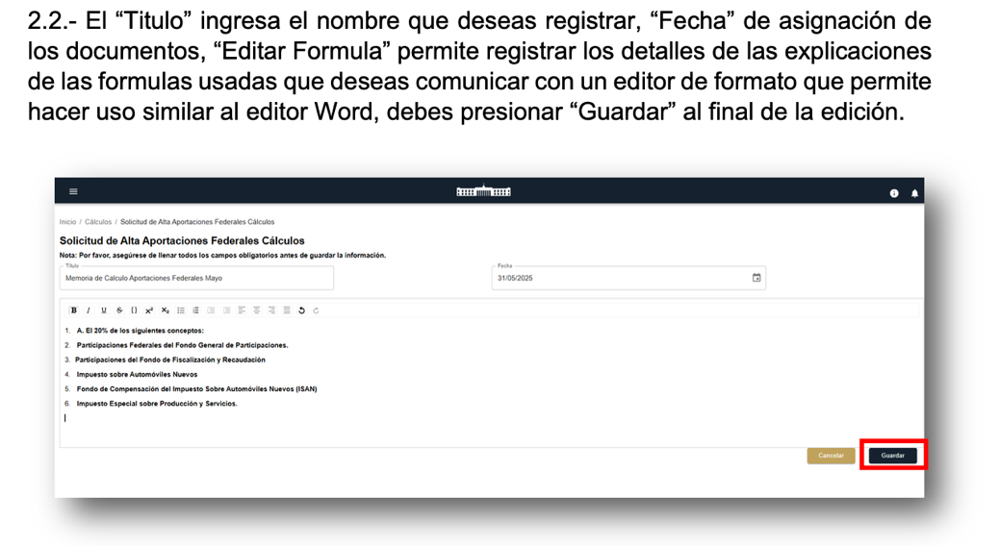 2.2.- El “Titulo” ingresa el nombre que deseas registrar, “Fecha” de asignación de
los documentos, “Editar Formula” permite registrar los detalles de las explicaciones
de las formulas usadas que deseas comunicar con un editor de formato que permite
hacer uso similar al editor Word, debes presionar “Guardar” al final de la edición.
Inicio / Cálculos / Solicitud de Alta Aportaciones Federales Cálculos
Solicitud de Alta Aportaciones Federales Cálculos
Nota: Por favor, asegúrese de llenar todos los campos obligatorios antes de guardar la información.
Título
Memoria de Calculo Aportaciones Federales Mayo
Fecha
31/05/2025
B I U S {} x² X₂
1. A. El 20% de los siguientes conceptos:
2. Participaciones Federales del Fondo General de Participaciones.
3. Participaciones del Fondo de Fiscalización y Recaudación
4. Impuesto sobre Automóviles Nuevos
5. Fondo de Compensación del Impuesto Sobre Automóviles Nuevos (ISAN)
6. Impuesto Especial sobre Producción y Servicios.
Cancelar
Guardar